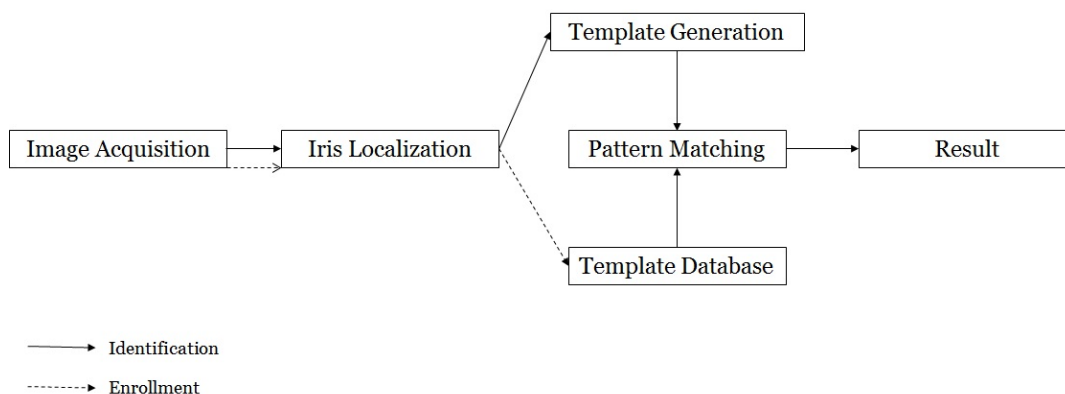 Template Generation
Image Acquisition
Iris Localization
Pattern Matching
Result
Template Database
Identification
Enrollment